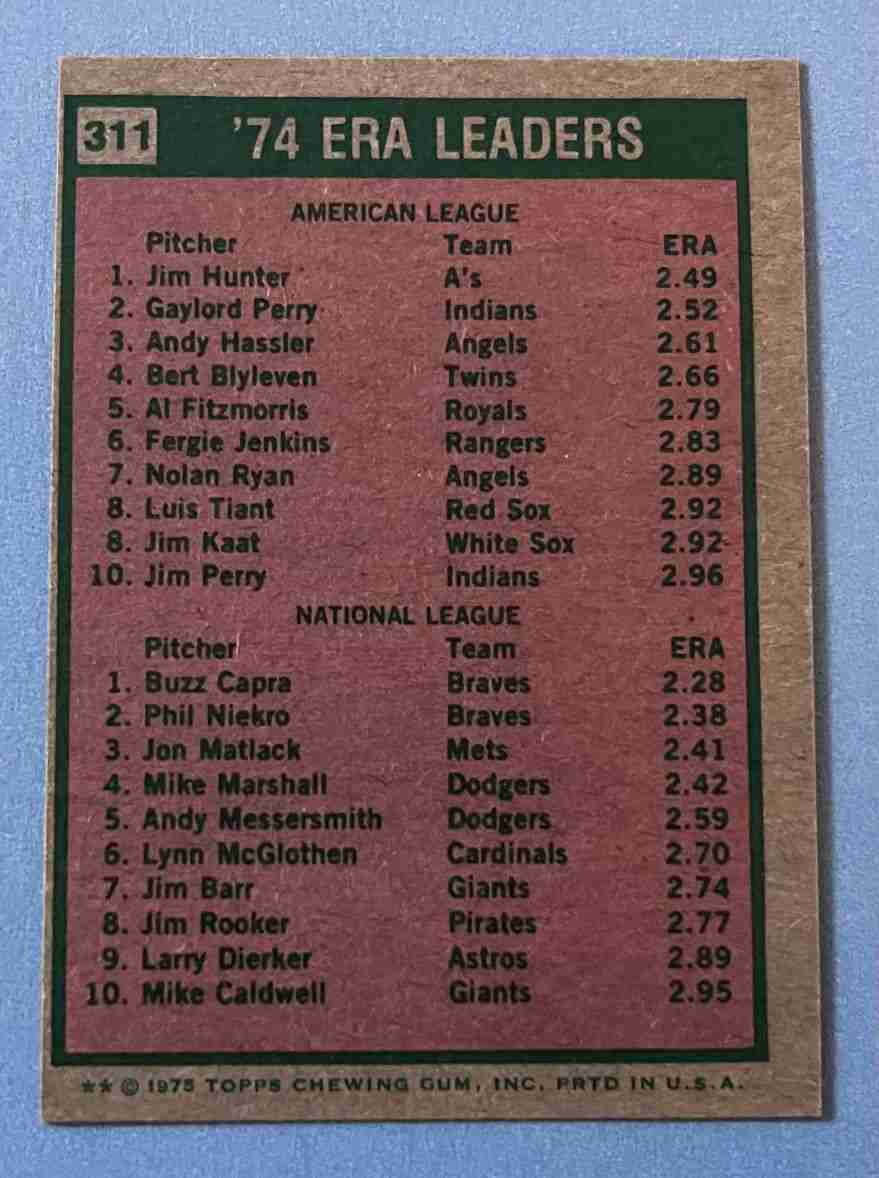 311 '74 ERA LEADERS
AMERICAN LEAGUE
Pitcher Team ERA
1. Jim Hunter A's 2.49
2. Gaylord Perry Indians 2.52
3. Andy Hassler Angels 2.61
4. Bert Blyleven Twins 2.66
5. Al Fitzmorris Royals 2.79
6. Fergie Jenkins Rangers 2.83
7. Nolan Ryan Angels 2.89
8. Luis Tiant Red Sox 2.92
8. Jim Kaat White Sox 2.92
10. Jim Perry Indians 2.96
NATIONAL LEAGUE
Pitcher Team ERA
1. Buzz Capra Braves 2.28
2. Phil Niekro Braves 2.38
3. Jon Matlack Mets 2.41
4. Mike Marshall Dodgers 2.42
5. Andy Messersmith Dodgers 2.59
6. Lynn McGlothen Cardinals 2.70
7. Jim Barr Giants 2.74
8. Jim Rooker Pirates 2.77
9. Larry Dierker Astros 2.89
10. Mike Caldwell Giants 2.95
** © 1975 TOPPS CHEWING GUM, INC. PRTD IN U.S.A.